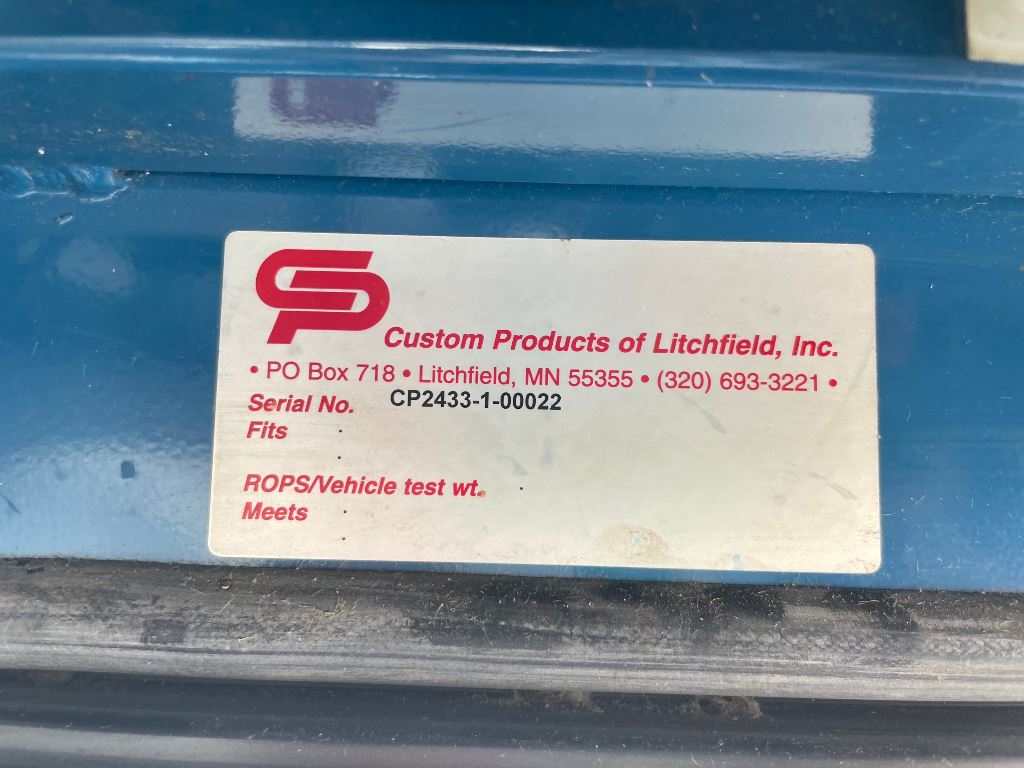 CP
Custom Products of Litchfield, Inc.
• PO Box 718 • Litchfield, MN 55355 • (320) 693-3221 •
Serial No. CP2433-1-00022
Fits
ROPS/Vehicle test wt.
Meets